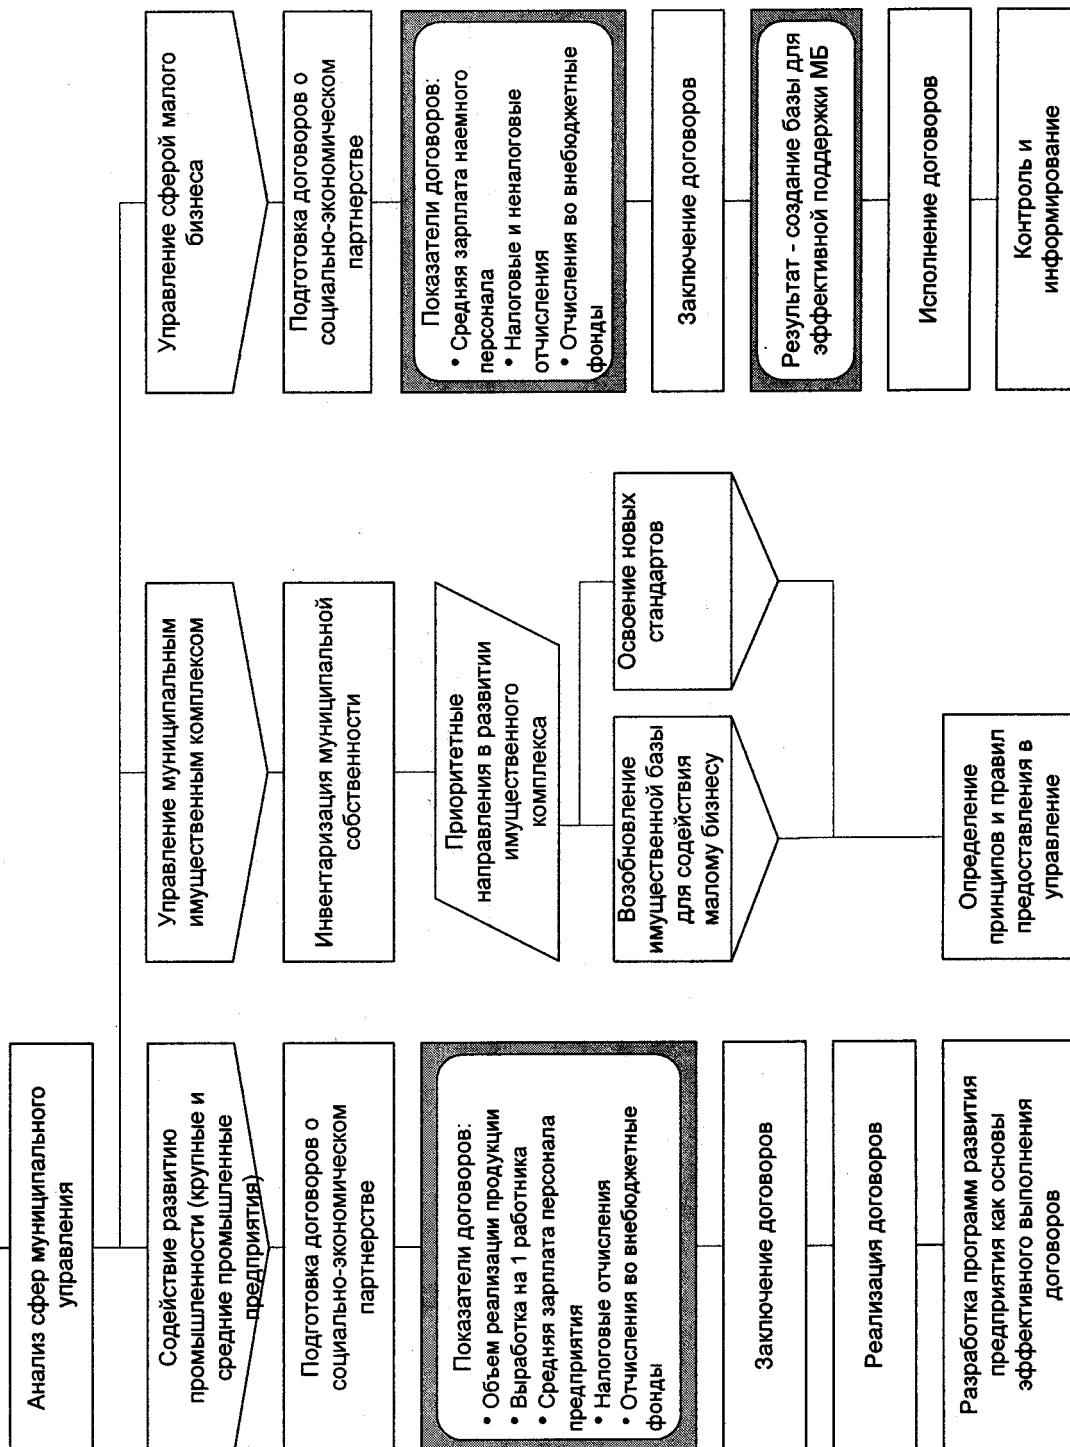 Анализ сфер муниципального
управления
Содействие развитию
промышленности (крупные и
средние промышленные
предприятия)
Подготовка договоров о
социально-экономическом
партнерстве
Показатели договоров:
• Объем реализации продукции
• Выработка на 1 работника
• Средняя зарплата персонала
предприятия
• Налоговые отчисления
• Отчисления во внебюджетные
фонды
Заключение договоров
Реализация договоров
Разработка программ развития
предприятия как основы
эффективного выполнения
договоров
Управление муниципальным
имущественным комплексом
Инвентаризация муниципальной
собственности
Приоритетные
направления в развитии
имущественного
комплекса
Возобновление
имущественной базы
для содействия
малому бизнесу
Освоение новых
стандартов
Определение
принципов и правил
предоставления в
управление
Управление сферой малого
бизнеса
Подготовка договоров о
социально-экономическом
партнерстве
Показатели договоров:
• Средняя зарплата наемного
персонала
• Налоговые и неналоговые
отчисления
• Отчисления во внебюджетные
фонды
Заключение договоров
Результат - создание базы для
эффективной поддержки МБ
Исполнение договоров
Контроль и
информирование